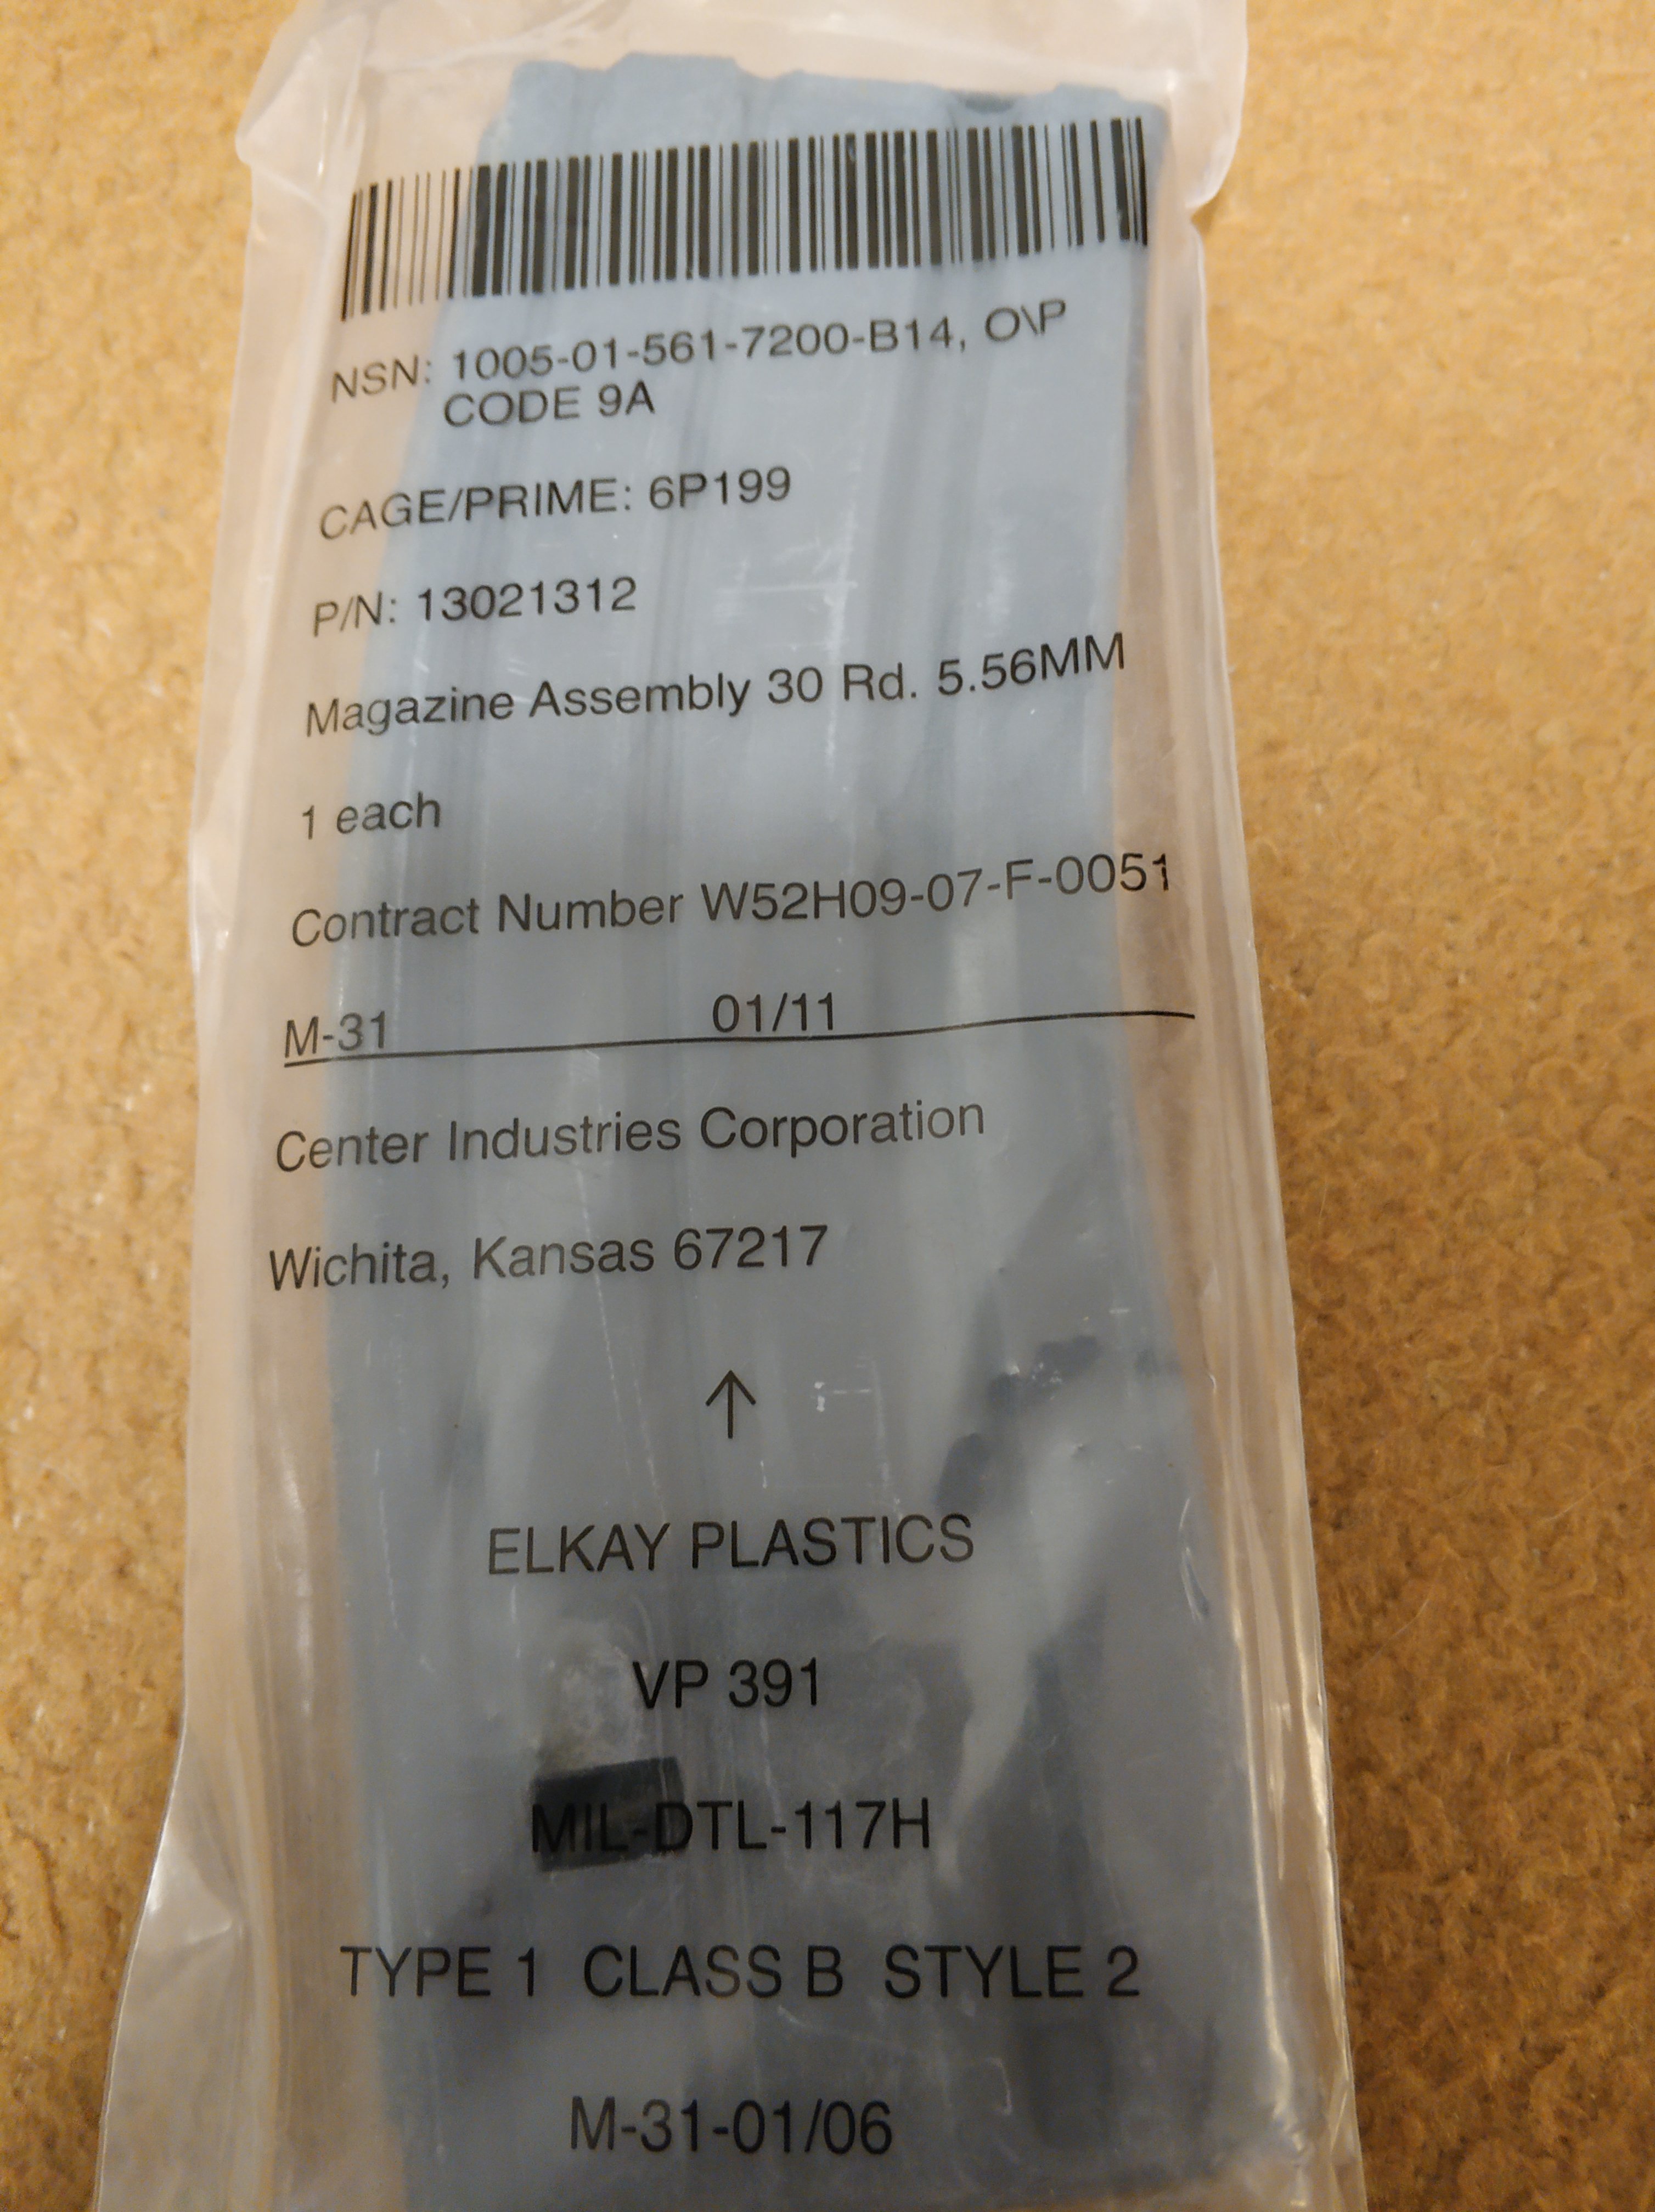 NSN: 1005-01-561-7200-B14, O\P
CODE 9A
CAGE/PRIME: 6P199
P/N: 13021312
Magazine Assembly 30 Rd. 5.56MM
1 each
Contract Number W52H09-07-F-0051
M-31 01/11
Center Industries Corporation
Wichita, Kansas 67217
↑
ELKAY PLASTICS
VP 391
MIL-DTL-117H
TYPE 1 CLASS B STYLE 2
M-31-01/06